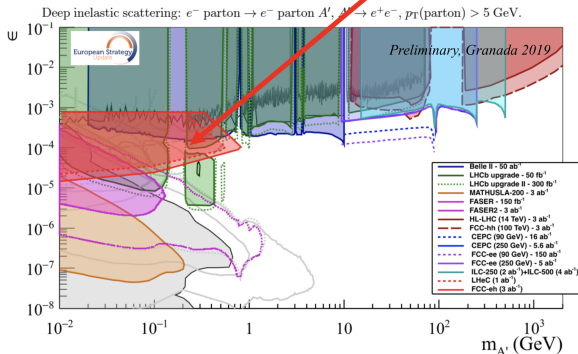 Deep inelastic scattering: e⁻ parton → e⁻ parton A′, A′ → e⁺e⁻, p_T(parton) > 5 GeV.
European Strategy
Update
Preliminary, Granada 2019
ε
10⁻¹
10⁻²
10⁻³
10⁻⁴
10⁻⁵
10⁻⁶
10⁻⁷
10⁻⁸
Belle II - 50 ab⁻¹
LHCb upgrade - 50 fb⁻¹
LHCb upgrade II - 300 fb⁻¹
MATHUSLA-200 - 3 ab⁻¹
FASER - 150 fb⁻¹
FASER2 - 3 ab⁻¹
HL-LHC (14 TeV) - 3 ab⁻¹
FCC-hh (100 TeV) - 3 ab⁻¹
CEPC (90 GeV) - 16 ab⁻¹
CEPC (250 GeV) - 5.6 ab⁻¹
FCC-ee (90 GeV) - 150 ab⁻¹
FCC-ee (250 GeV) - 5 ab⁻¹
ILC-250 (2 ab⁻¹)+ILC-500 (4 ab⁻¹)
LHeC (1 ab⁻¹)
FCC-eh (3 ab⁻¹)
10⁻² 10⁻¹ 1 10 10² 10³
m_A′ (GeV)